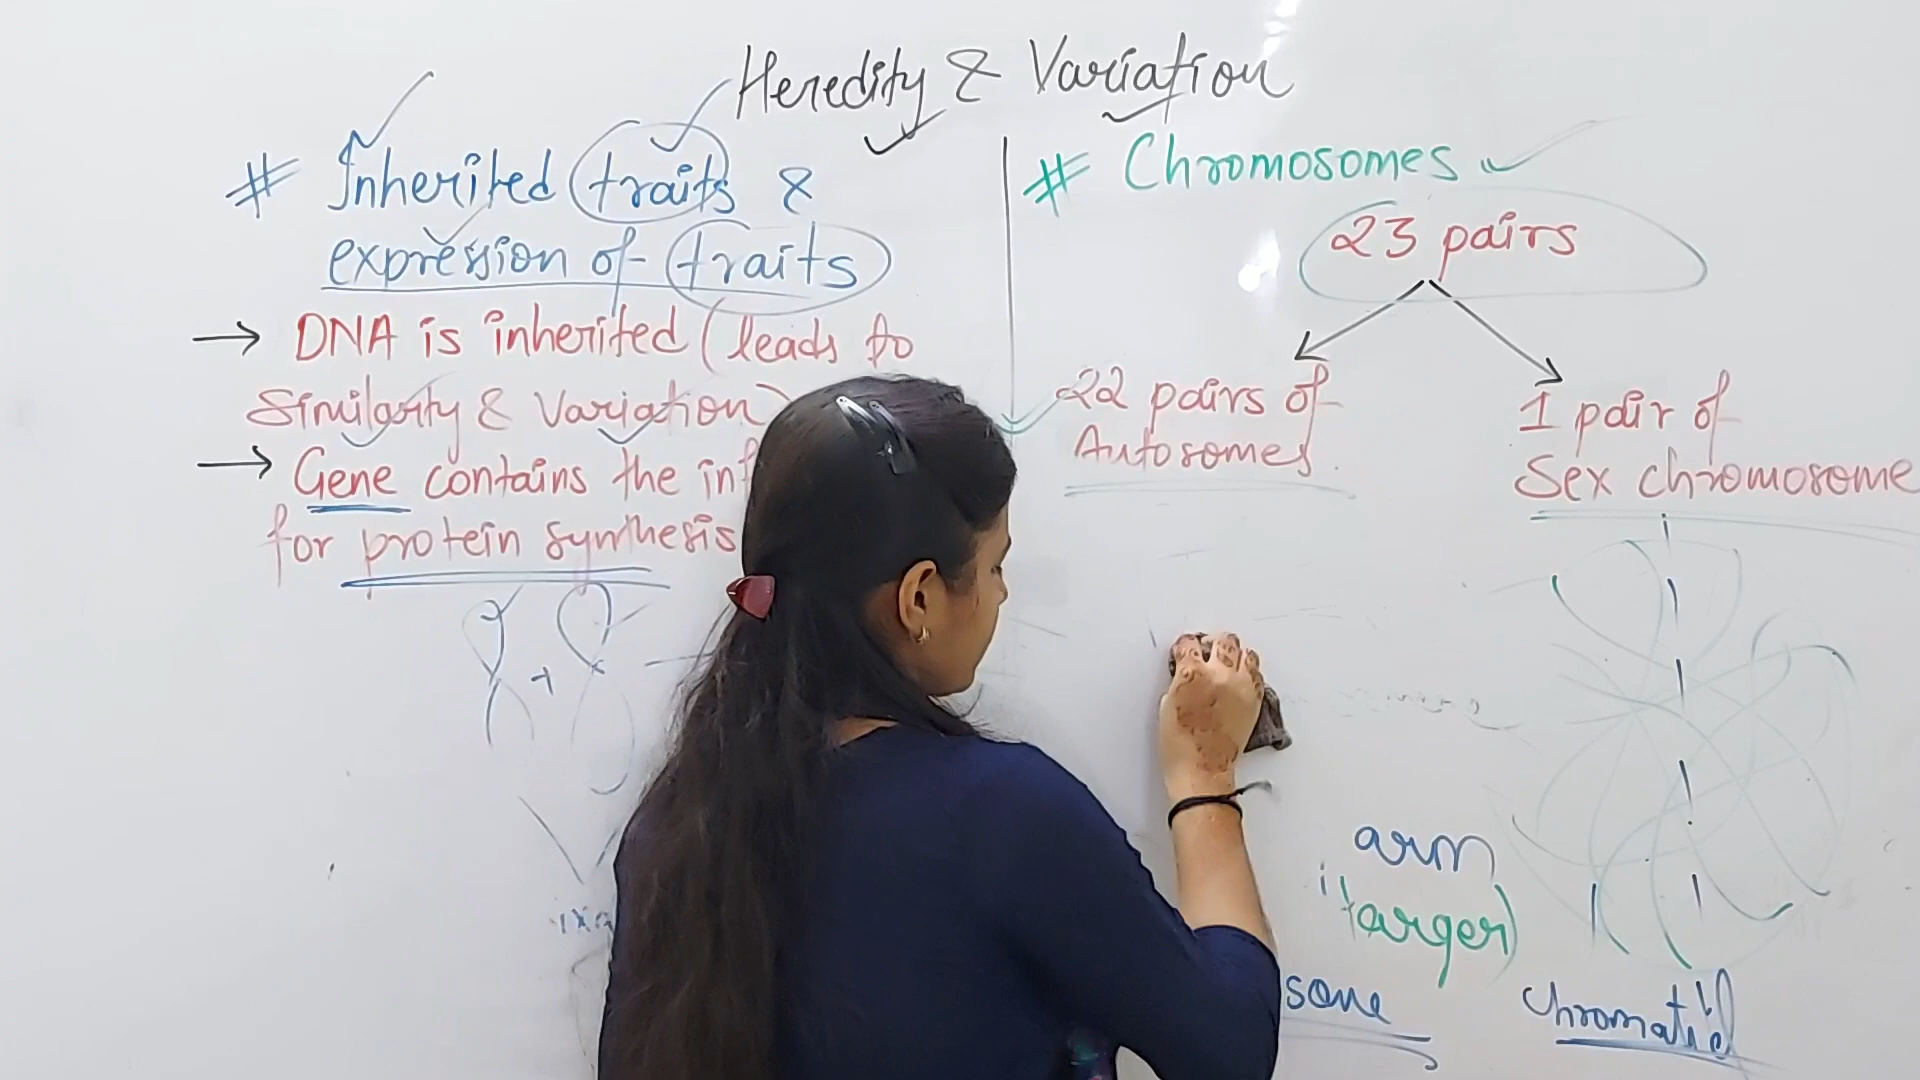 Heredity & Variation
# Inherited traits &
expression of traits
→ DNA is inherited (leads to
Similarity & Variation)
→ Gene contains the inf
for protein synthesis
# Chromosomes
23 pairs
22 pairs of
Autosomes
1 pair of
Sex chromosome
+
arm
larger)
some
chromatid